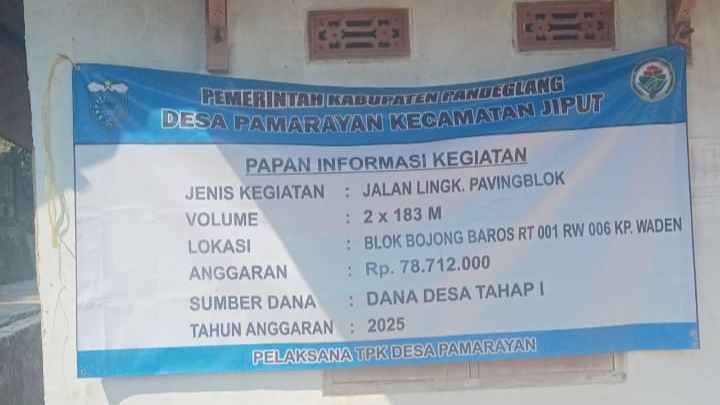 PEMERINTAH KABUPATEN PANDEGLANG
DESA PAMARAYAN KECAMATAN JIPUT
PAPAN INFORMASI KEGIATAN
JENIS KEGIATAN : JALAN LINGK. PAVINGBLOK
VOLUME : 2 x 183 M
LOKASI : BLOK BOJONG BAROS RT 001 RW 006 KP. WADEN
ANGGARAN : Rp. 78.712.000
SUMBER DANA : DANA DESA TAHAP I
TAHUN ANGGARAN : 2025
PELAKSANA TPK DESA PAMARAYAN